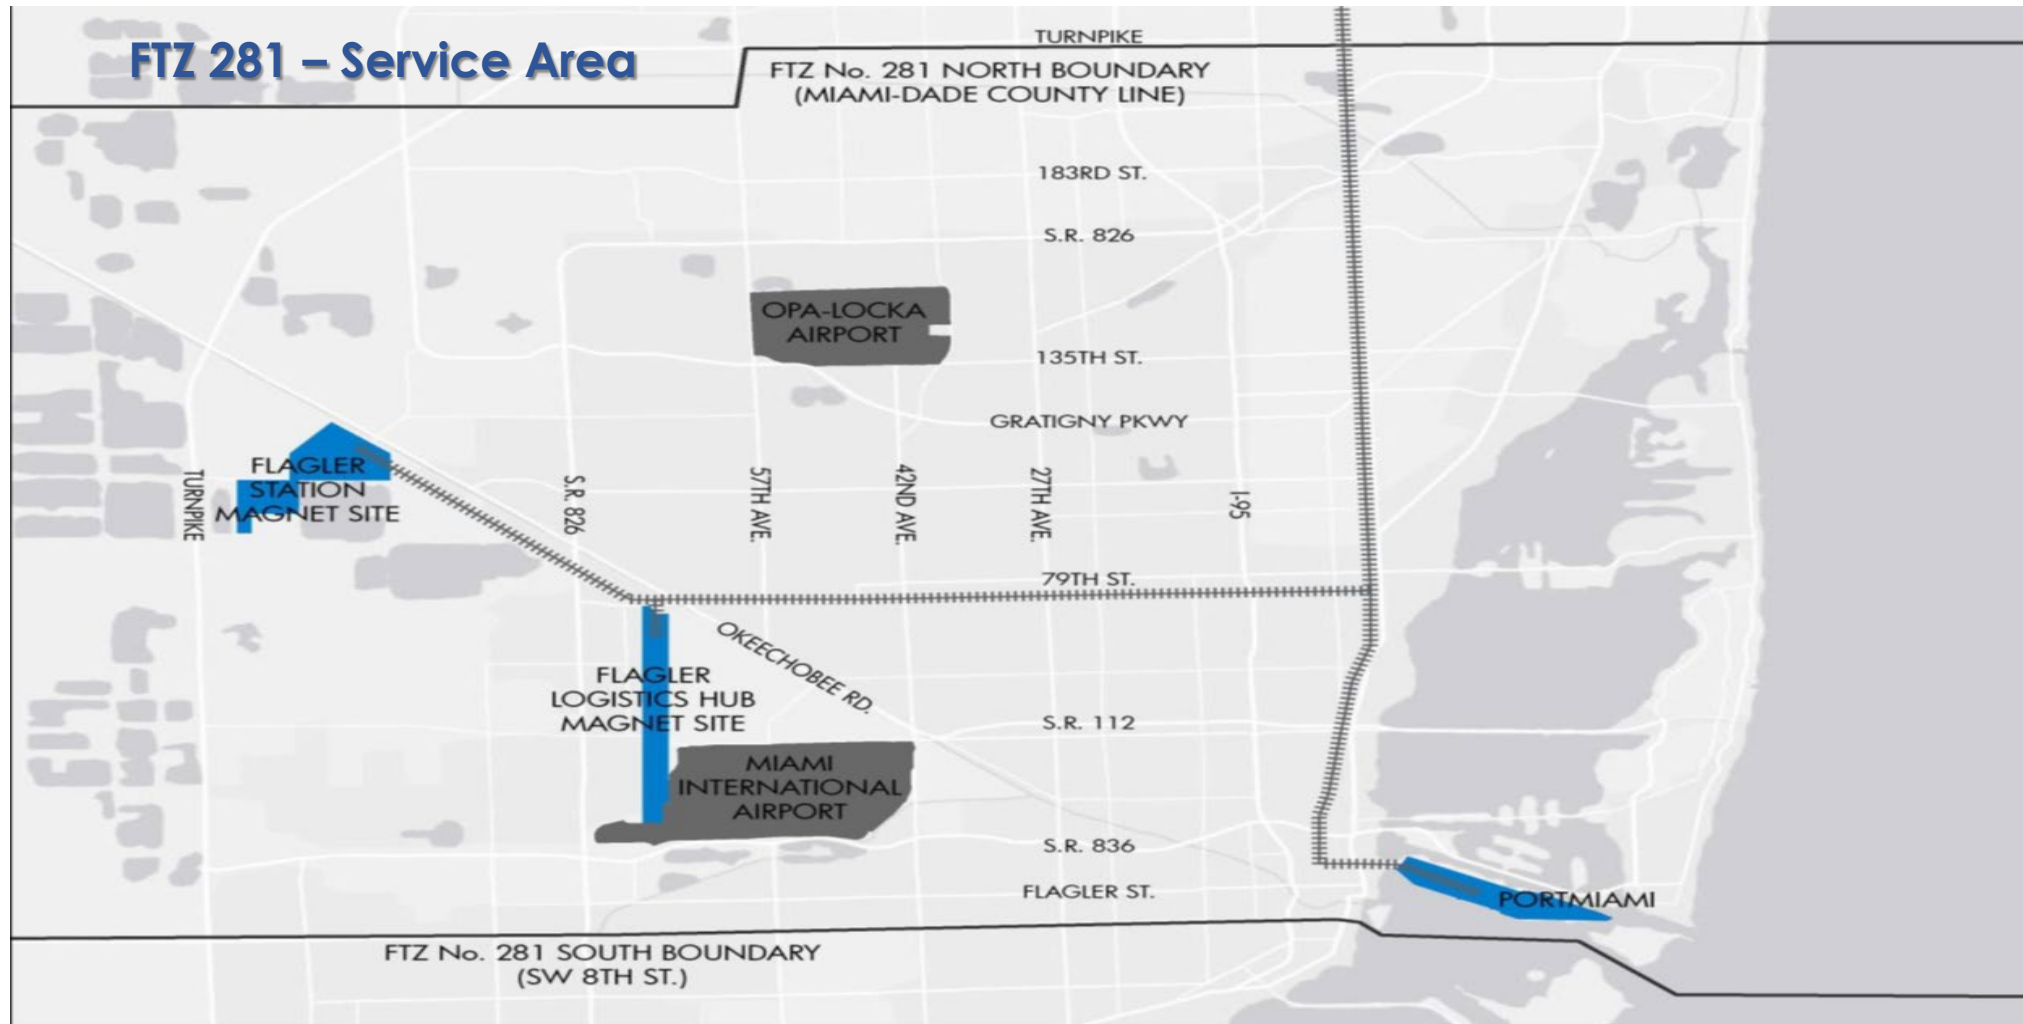 FTZ 281 – Service Area
TURNPIKE
FTZ No. 281 NORTH BOUNDARY
(MIAMI-DADE COUNTY LINE)
183RD ST.
S.R. 826
OPA-LOCKA
AIRPORT
135TH ST.
GRATIGNY PKWY
FLAGLER
STATION
MAGNET SITE
TURNPIKE
S.R. 826
57TH AVE.
42ND AVE.
27TH AVE.
I-95
79TH ST.
OKEECHOBEE RD.
FLAGLER
LOGISTICS HUB
MAGNET SITE
S.R. 112
MIAMI
INTERNATIONAL
AIRPORT
S.R. 836
FLAGLER ST.
PORTMIAMI
FTZ No. 281 SOUTH BOUNDARY
(SW 8TH ST.)